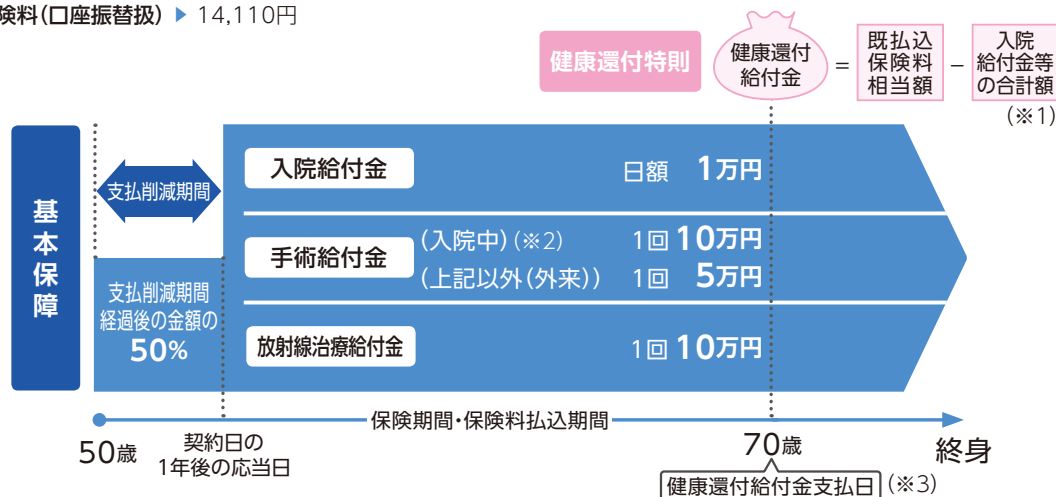 険料(口座振替扱) ▶ 14,110円
健康還付特則
健康還付
給付金
=
既払込
保険料
相当額
−
入院
給付金等
の合計額
(※1)
基本保障
支払削減期間
入院給付金 日額 1万円
手術給付金 (入院中)(※2) 1回 10万円
(上記以外(外来)) 1回 5万円
支払削減期間
経過後の金額の
50%
放射線治療給付金 1回 10万円
保険期間・保険料払込期間
50歳
契約日の
1年後の応当日
70歳
終身
健康還付給付金支払日 (※3)